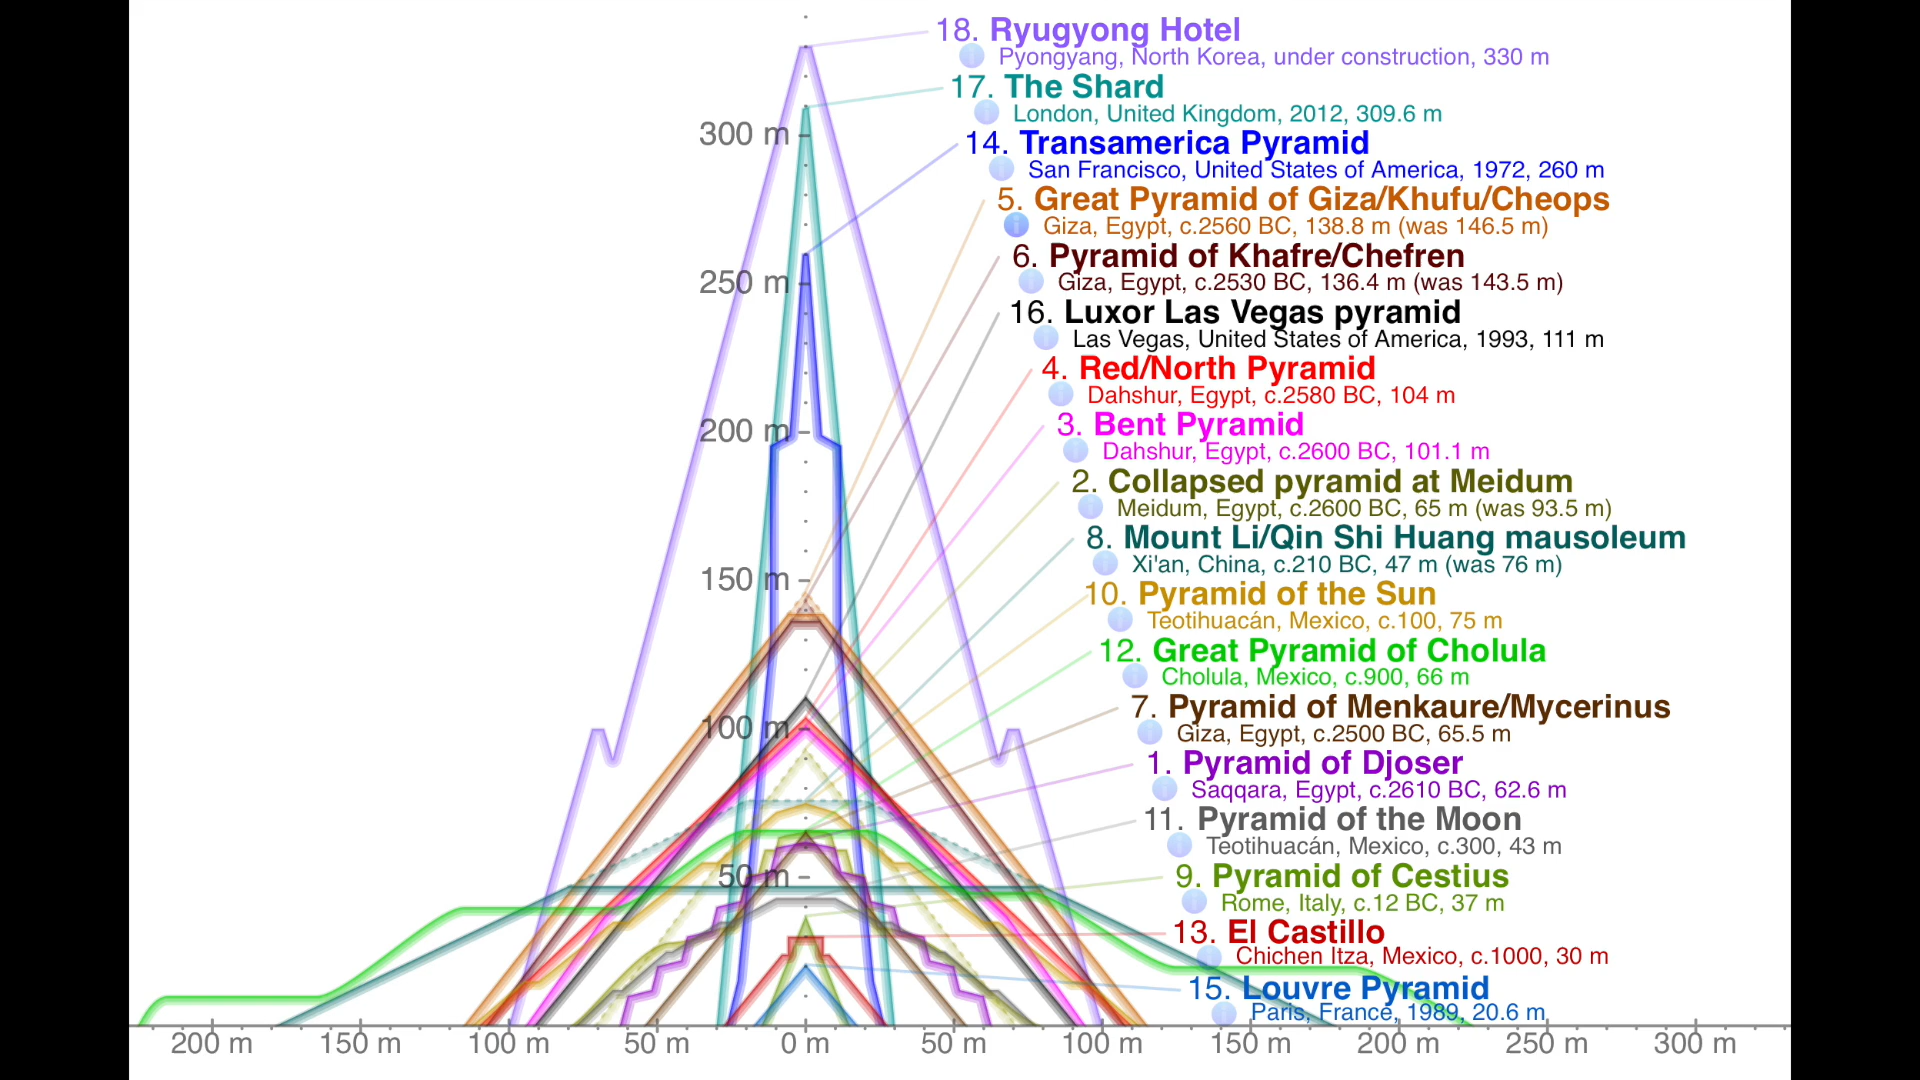 18. Ryugyong Hotel
Pyongyang, North Korea, under construction, 330 m
17. The Shard
London, United Kingdom, 2012, 309.6 m
300 m
14. Transamerica Pyramid
San Francisco, United States of America, 1972, 260 m
5. Great Pyramid of Giza/Khufu/Cheops
Giza, Egypt, c.2560 BC, 138.8 m (was 146.5 m)
6. Pyramid of Khafre/Chefren
Giza, Egypt, c.2530 BC, 136.4 m (was 143.5 m)
250 m
16. Luxor Las Vegas pyramid
Las Vegas, United States of America, 1993, 111 m
4. Red/North Pyramid
Dahshur, Egypt, c.2580 BC, 104 m
3. Bent Pyramid
Dahshur, Egypt, c.2600 BC, 101.1 m
200 m
2. Collapsed pyramid at Meidum
Meidum, Egypt, c.2600 BC, 65 m (was 93.5 m)
8. Mount Li/Qin Shi Huang mausoleum
Xi'an, China, c.210 BC, 47 m (was 76 m)
150 m
10. Pyramid of the Sun
Teotihuacán, Mexico, c.100, 75 m
12. Great Pyramid of Cholula
Cholula, Mexico, c.900, 66 m
7. Pyramid of Menkaure/Mycerinus
Giza, Egypt, c.2500 BC, 65.5 m
100 m
1. Pyramid of Djoser
Saqqara, Egypt, c.2610 BC, 62.6 m
11. Pyramid of the Moon
Teotihuacán, Mexico, c.300, 43 m
50 m
9. Pyramid of Cestius
Rome, Italy, c.12 BC, 37 m
13. El Castillo
Chichen Itza, Mexico, c.1000, 30 m
15. Louvre Pyramid
Paris, France, 1989, 20.6 m
200 m 150 m 100 m 50 m 0 m 50 m 100 m 150 m 200 m 250 m 300 m